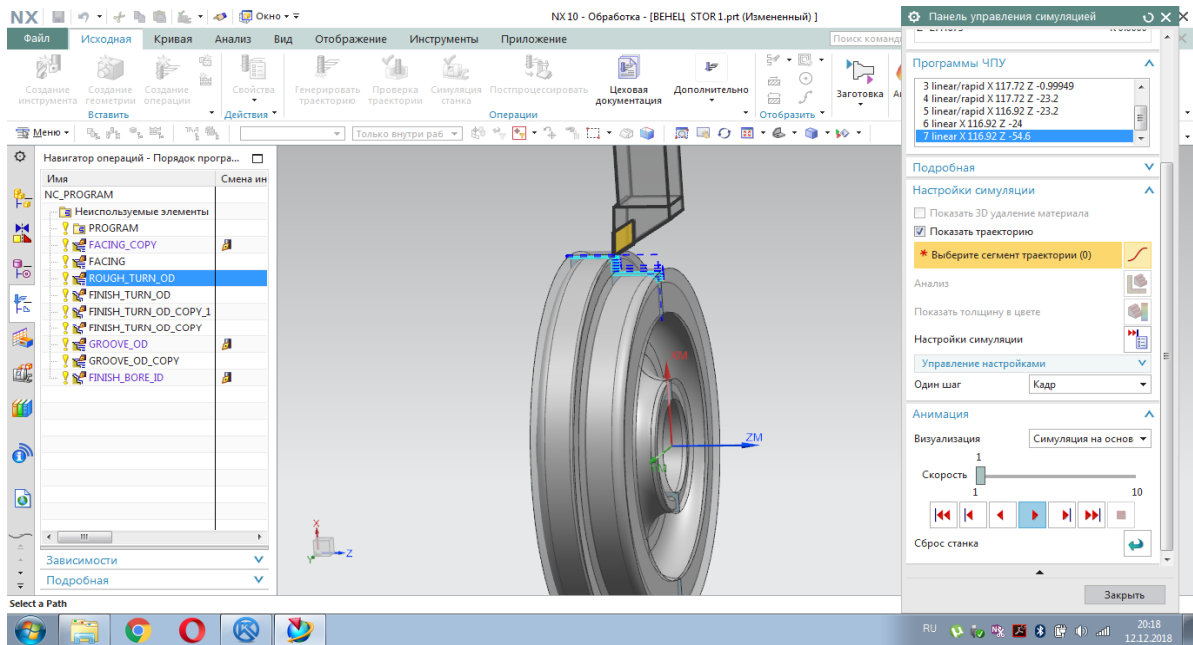 NX
Окно
NX 10 - Обработка - [ВЕНЕЦ STOR 1.prt (Измененный) ]
Файл Исходная Кривая Анализ Вид Отображение Инструменты Приложение
Поиск команд
Создание инструмента
Создание геометрии
Создание операции
Вставить
Свойства
Действия
Генерировать траекторию
Проверка траектории
Симуляция станка
Постпроцессировать
Цеховая документация
Операции
Дополнительно
Отобразить
Заготовка
Меню
Только внутри раб
Навигатор операций - Порядок програ...
Имя Смена ин
NC_PROGRAM
Неиспользуемые элементы
PROGRAM
FACING_COPY
FACING
ROUGH_TURN_OD
FINISH_TURN_OD
FINISH_TURN_OD_COPY_1
FINISH_TURN_OD_COPY
GROOVE_OD
GROOVE_OD_COPY
FINISH_BORE_ID
Зависимости
Подробная
XM
ZM
X
Y
Z
Панель управления симуляцией
Программы ЧПУ
3 linear/rapid X 117.72 Z -0.99949
4 linear/rapid X 117.72 Z -23.2
5 linear/rapid X 116.92 Z -23.2
6 linear X 116.92 Z -24
7 linear X 116.92 Z -54.6
Подробная
Настройки симуляции
Показать 3D удаление материала
Показать траекторию
* Выберите сегмент траектории (0)
Анализ
Показать толщину в цвете
Настройки симуляции
Управление настройками
Один шаг Кадр
Анимация
Визуализация Симуляция на основ
1
Скорость
1 10
Сброс станка
Закрыть
Select a Path
RU
20:18
12.12.2018